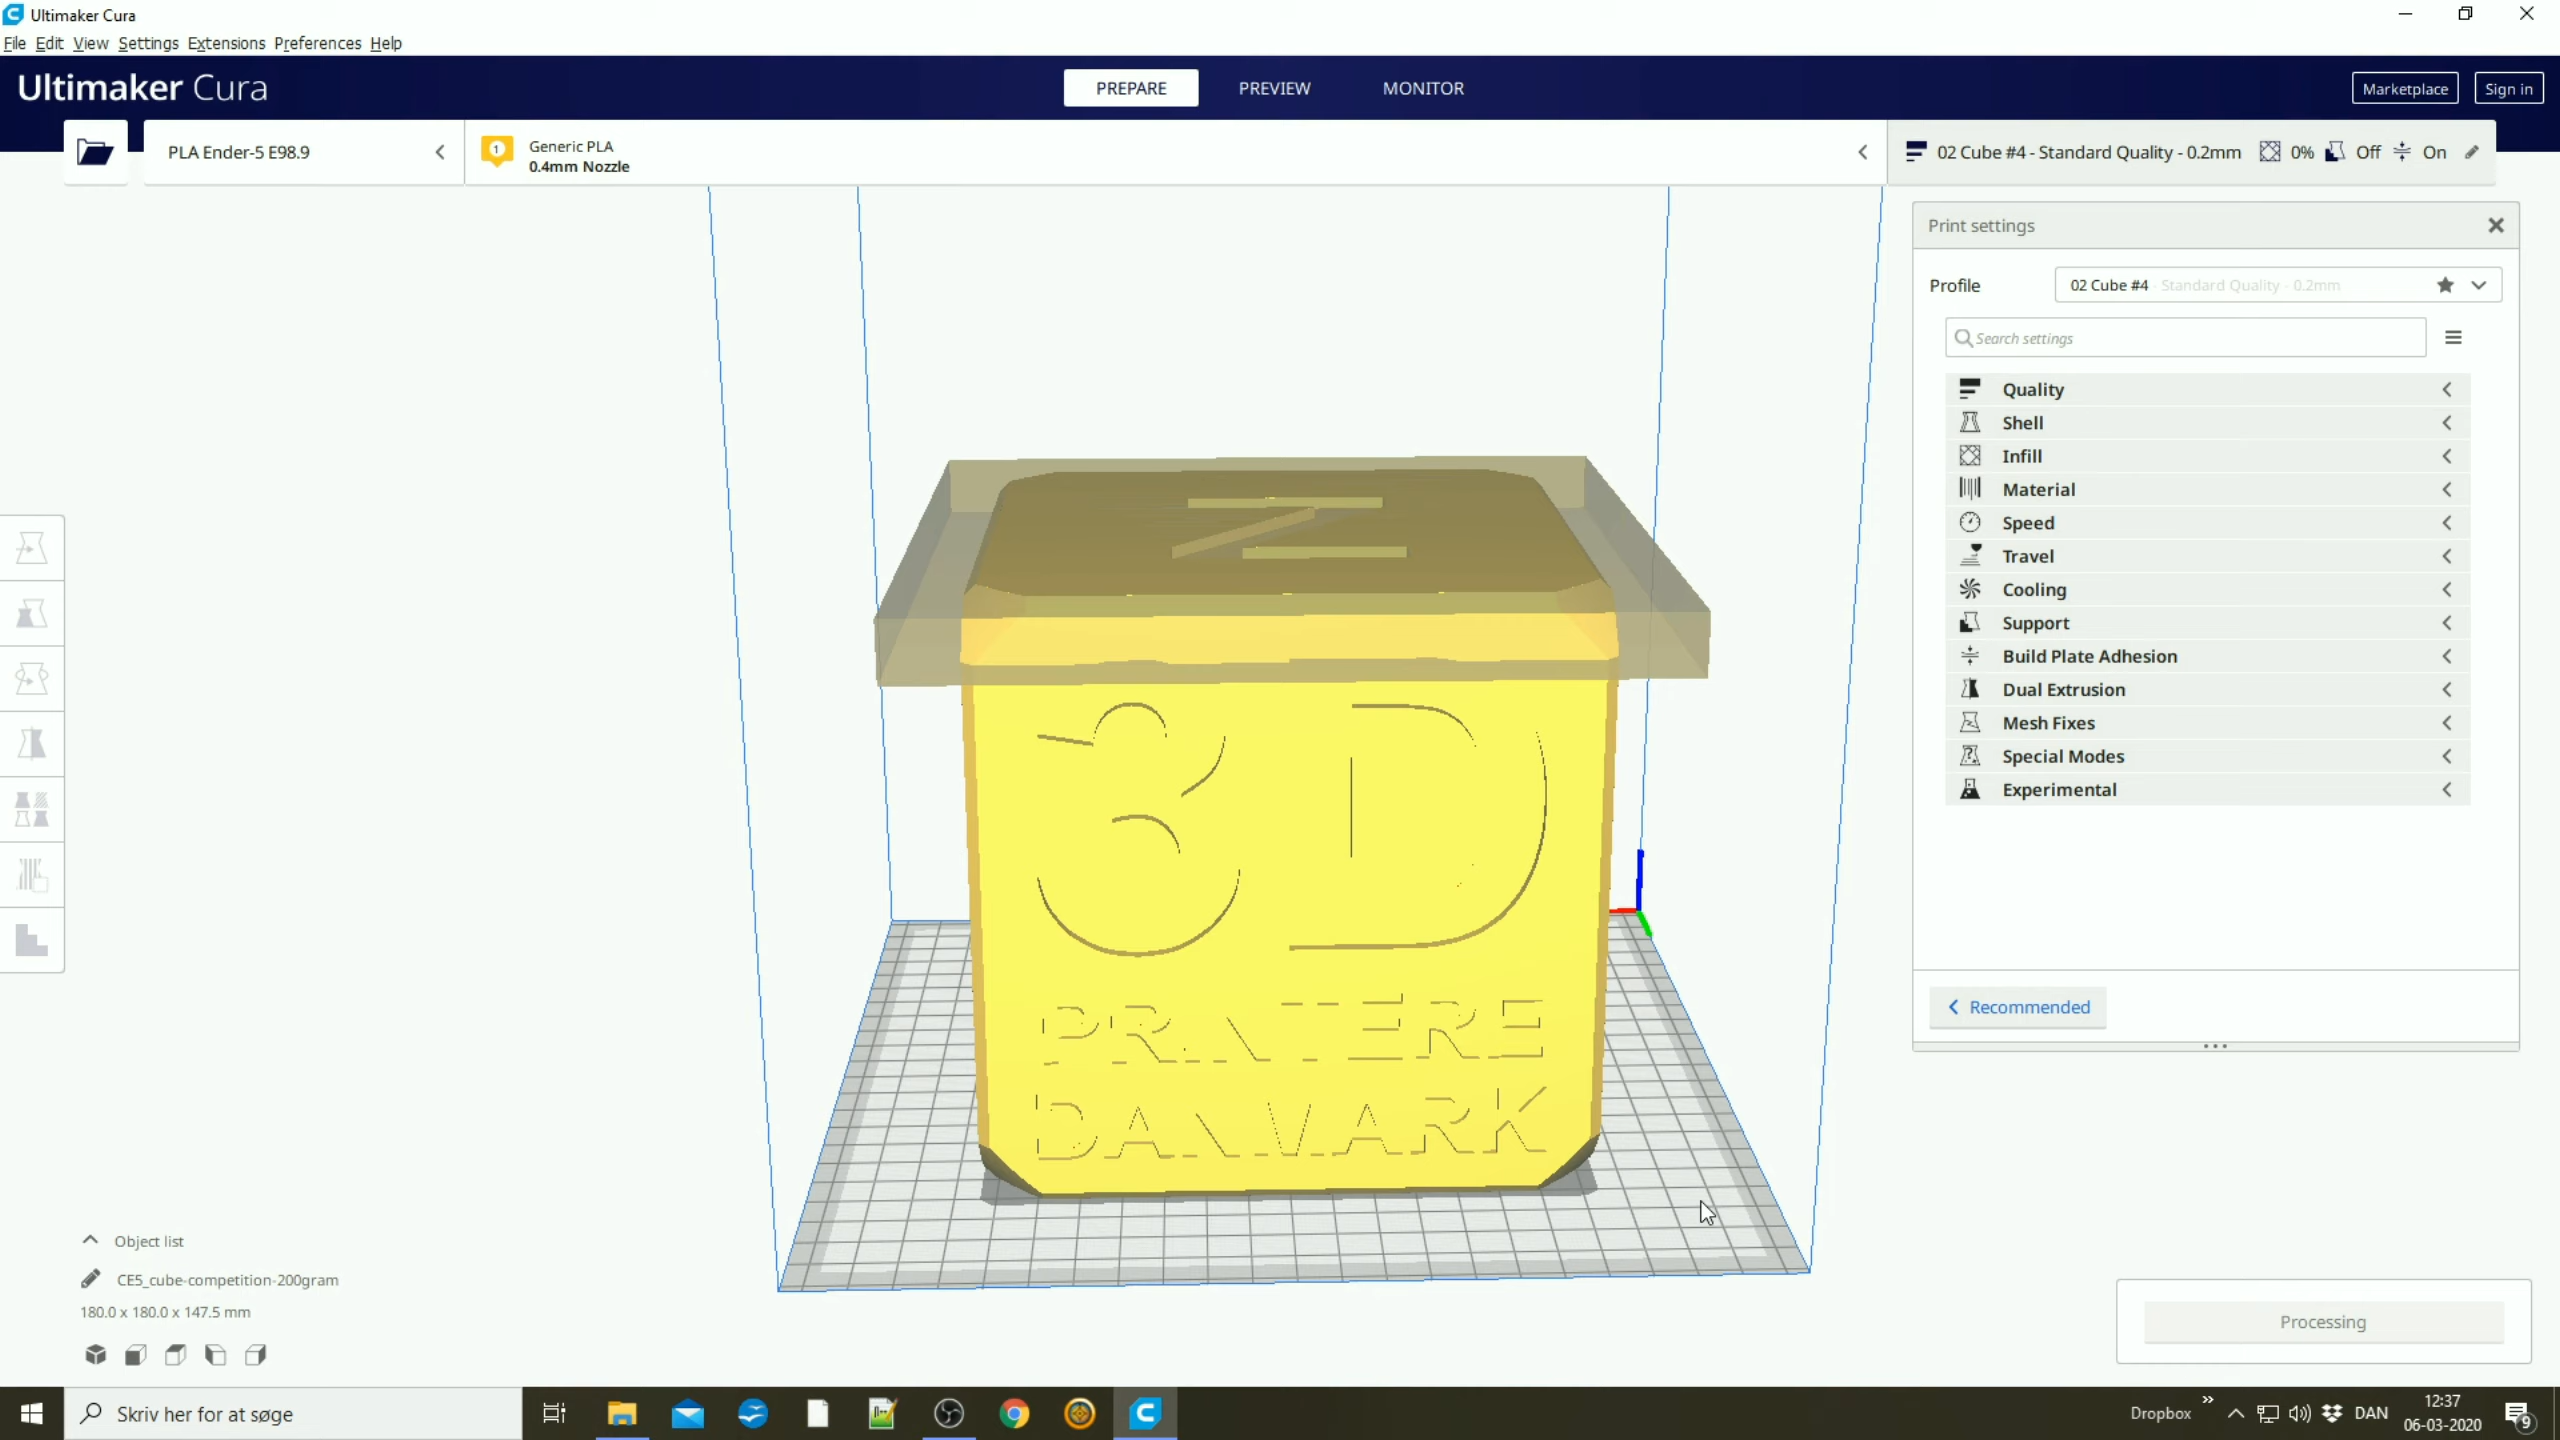 Ultimaker Cura
File Edit View Settings Extensions Preferences Help
Ultimaker Cura
PREPARE PREVIEW MONITOR
Marketplace Sign in
PLA Ender-5 E98.9
1
Generic PLA
0.4mm Nozzle
02 Cube #4 - Standard Quality - 0.2mm 0% Off On
Print settings
Profile
02 Cube #4 Standard Quality - 0.2mm
Search settings
Quality
Shell
Infill
Material
Speed
Travel
Cooling
Support
Build Plate Adhesion
Dual Extrusion
Mesh Fixes
Special Modes
Experimental
Recommended
Z
3D
DANMARK
Object list
CE5_cube-competition-200gram
180.0 x 180.0 x 147.5 mm
Processing
Skriv her for at søge
Dropbox
DAN
12:37
06-03-2020
9